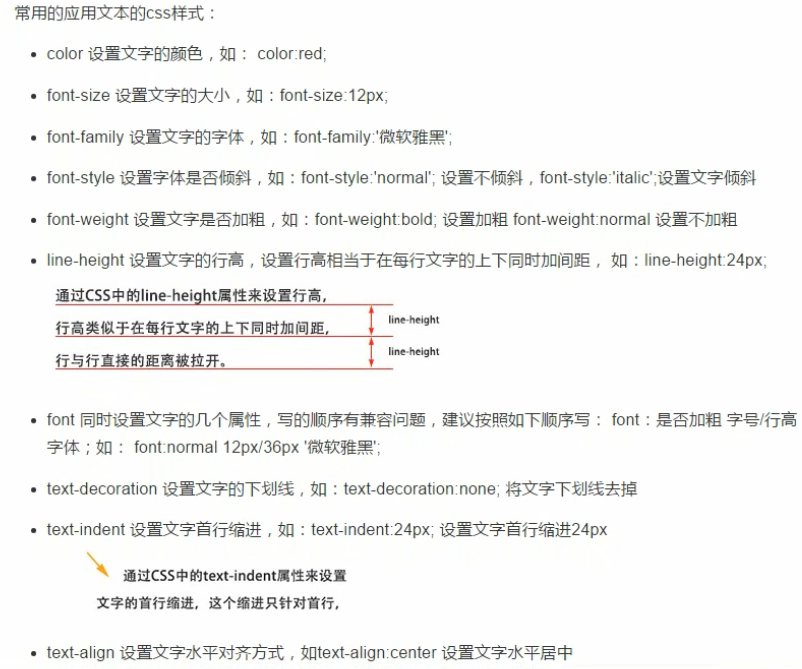 常用的应用文本的css样式：
• color 设置文字的颜色，如： color:red;
• font-size 设置文字的大小，如：font-size:12px;
• font-family 设置文字的字体，如：font-family:'微软雅黑';
• font-style 设置字体是否倾斜，如：font-style:'normal'; 设置不倾斜，font-style:'italic';设置文字倾斜
• font-weight 设置文字是否加粗，如：font-weight:bold; 设置加粗 font-weight:normal 设置不加粗
• line-height 设置文字的行高，设置行高相当于在每行文字的上下同时加间距， 如：line-height:24px;
通过CSS中的line-height属性来设置行高，
line-height
行高类似于在每行文字的上下同时加间距，
line-height
行与行直接的距离被拉开。
• font 同时设置文字的几个属性，写的顺序有兼容问题，建议按照如下顺序写： font：是否加粗 字号/行高
字体；如： font:normal 12px/36px '微软雅黑';
• text-decoration 设置文字的下划线，如：text-decoration:none; 将文字下划线去掉
• text-indent 设置文字首行缩进，如：text-indent:24px; 设置文字首行缩进24px
通过CSS中的text-indent属性来设置
文字的首行缩进，这个缩进只针对首行，
• text-align 设置文字水平对齐方式，如text-align:center 设置文字水平居中